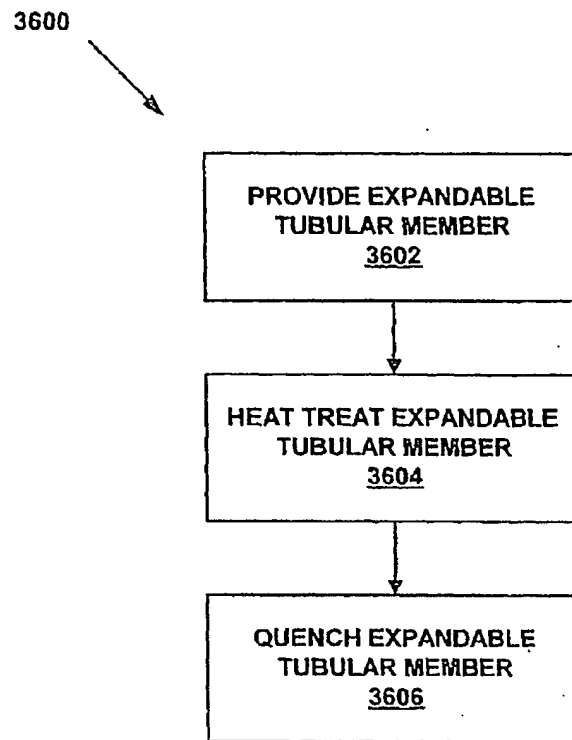 3600
PROVIDE EXPANDABLE
TUBULAR MEMBER
3602
HEAT TREAT EXPANDABLE
TUBULAR MEMBER
3604
QUENCH EXPANDABLE
TUBULAR MEMBER
3606